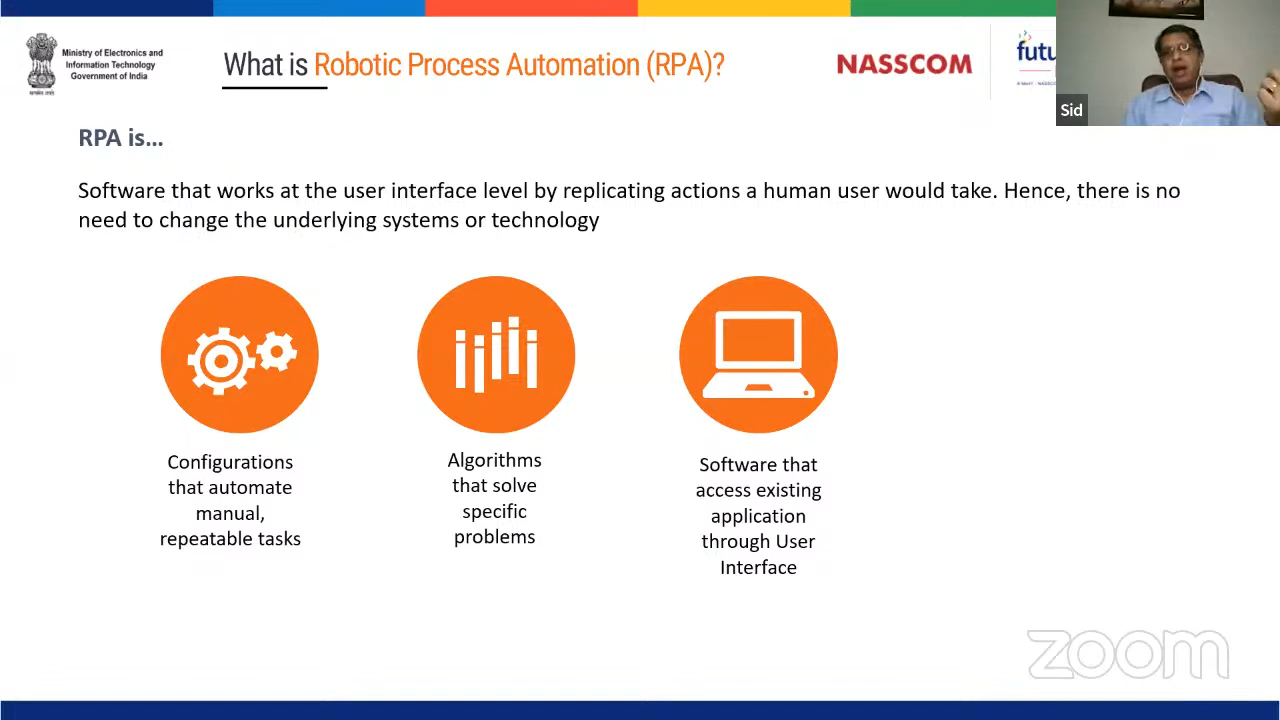 Ministry of Electronics and
Information Technology
Government of India
What is Robotic Process Automation (RPA)?
NASSCOM
futu
Sid
RPA is...
Software that works at the user interface level by replicating actions a human user would take. Hence, there is no
need to change the underlying systems or technology
Configurations
that automate
manual,
repeatable tasks
Algorithms
that solve
specific
problems
Software that
access existing
application
through User
Interface
zoom